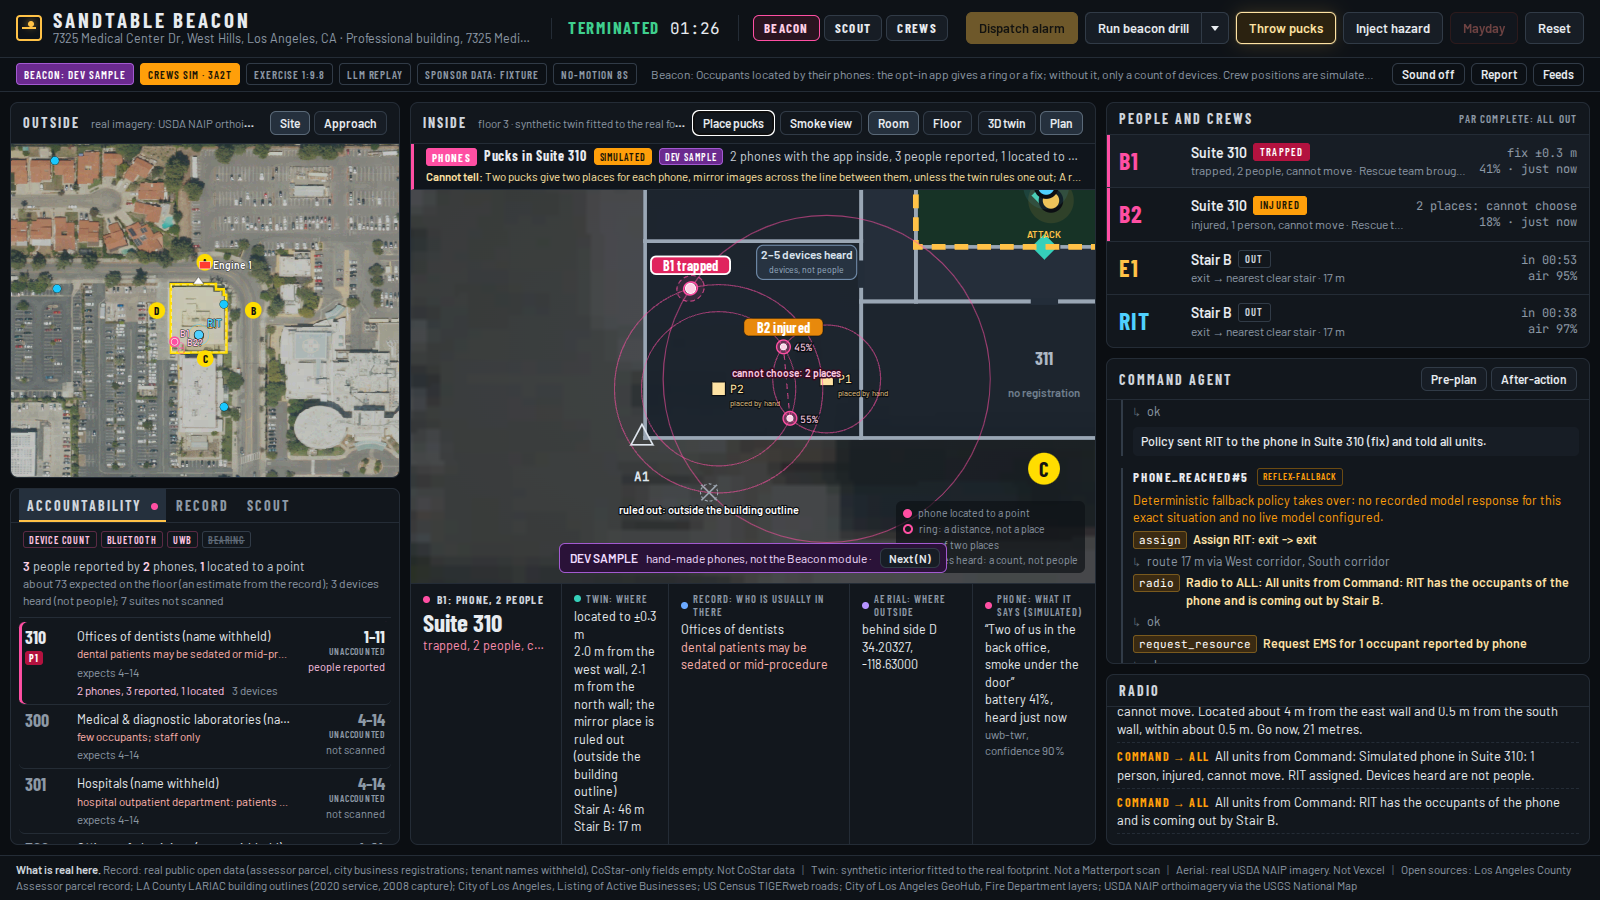 SANDTABLE BEACON
7325 Medical Center Dr, West Hills, Los Angeles, CA · Professional building, 7325 Medi...
TERMINATED 01:26
BEACON
SCOUT
CREWS
Dispatch alarm
Run beacon drill
Throw pucks
Inject hazard
Mayday
Reset
BEACON: DEV SAMPLE
CREWS SIM · 3A2T
EXERCISE 1:9.8
LLM REPLAY
SPONSOR DATA: FIXTURE
NO-MOTION 8S
Beacon: Occupants located by their phones: the opt-in app gives a ring or a fix; without it, only a count of devices. Crew positions are simulate...
Sound off
Report
Feeds
OUTSIDE
real imagery: USDA NAIP orthoi...
Site
Approach
Engine 1
D
B
C
RIT
B1
B2?
ACCOUNTABILITY
RECORD
SCOUT
DEVICE COUNT
BLUETOOTH
UWB
BEARING
3 people reported by 2 phones, 1 located to a point
about 73 expected on the floor (an estimate from the record); 3 devices
heard (not people); 7 suites not scanned
310
P1
Offices of dentists (name withheld)
dental patients may be sedated or mid-pr...
expects 4–14
2 phones, 3 reported, 1 located 3 devices
1–11
UNACCOUNTED
people reported
300
Medical & diagnostic laboratories (na...
few occupants; staff only
expects 4–14
4–14
UNACCOUNTED
not scanned
301
Hospitals (name withheld)
hospital outpatient department: patients ...
expects 4–14
4–14
UNACCOUNTED
not scanned
INSIDE
floor 3 · synthetic twin fitted to the real fo...
Place pucks
Smoke view
Room
Floor
3D twin
Plan
PHONES
Pucks in Suite 310
SIMULATED
DEV SAMPLE
2 phones with the app inside, 3 people reported, 1 located to ...
Cannot tell: Two pucks give two places for each phone, mirror images across the line between them, unless the twin rules one out; A r...
ATTACK
2–5 devices heard
devices, not people
B1 trapped
B2 injured
45%
cannot choose: 2 places
P1
placed by hand
P2
placed by hand
55%
311
no registration
A1
C
ruled out: outside the building outline
phone located to a point
ring: a distance, not a place
f two places
s heard: a count, not people
DEV SAMPLE hand-made phones, not the Beacon module ·
Next (N)
B1: PHONE, 2 PEOPLE
Suite 310
trapped, 2 people, c...
TWIN: WHERE
located to ±0.3
m
2.0 m from the
west wall, 2.1
m from the
north wall; the
mirror place is
ruled out
(outside the
building
outline)
Stair A: 46 m
Stair B: 17 m
RECORD: WHO IS USUALLY IN
THERE
Offices of dentists
dental patients may be
sedated or mid-procedure
AERIAL: WHERE
OUTSIDE
behind side D
34.20327,
-118.63000
PHONE: WHAT IT
SAYS (SIMULATED)
"Two of us in the
back office,
smoke under the
door"
battery 41%,
heard just now
uwb-twr,
confidence 90%
PEOPLE AND CREWS
PAR COMPLETE: ALL OUT
B1
Suite 310
TRAPPED
trapped, 2 people, cannot move · Rescue team broug...
fix ±0.3 m
41% · just now
B2
Suite 310
INJURED
injured, 1 person, cannot move · Rescue t...
2 places: cannot choose
18% · just now
E1
Stair B
OUT
exit → nearest clear stair · 17 m
in 00:53
air 95%
RIT
Stair B
OUT
exit → nearest clear stair · 17 m
in 00:38
air 97%
COMMAND AGENT
Pre-plan
After-action
↳ ok
Policy sent RIT to the phone in Suite 310 (fix) and told all units.
PHONE_REACHED#5
REFLEX-FALLBACK
Deterministic fallback policy takes over: no recorded model response for this
exact situation and no live model configured.
assign Assign RIT: exit -> exit
↳ route 17 m via West corridor, South corridor
radio Radio to ALL: All units from Command: RIT has the occupants of the
phone and is coming out by Stair B.
↳ ok
request_resource Request EMS for 1 occupant reported by phone
RADIO
cannot move. Located about 4 m from the east wall and 0.5 m from the south
wall, within about 0.5 m. Go now, 21 metres.
COMMAND → ALL All units from Command: Simulated phone in Suite 310: 1
person, injured, cannot move. RIT assigned. Devices heard are not people.
COMMAND → ALL All units from Command: RIT has the occupants of the phone
and is coming out by Stair B.
What is real here. Record: real public open data (assessor parcel, city business registrations; tenant names withheld), CoStar-only fields empty. Not CoStar data | Twin: synthetic interior fitted to the real footprint. Not a Matterport scan | Aerial: real USDA NAIP imagery. Not Vexcel | Open sources: Los Angeles County
Assessor parcel record; LA County LARIAC building outlines (2020 service, 2008 capture); City of Los Angeles, Listing of Active Businesses; US Census TIGERweb roads; City of Los Angeles GeoHub, Fire Department layers; USDA NAIP orthoimagery via the USGS National Map